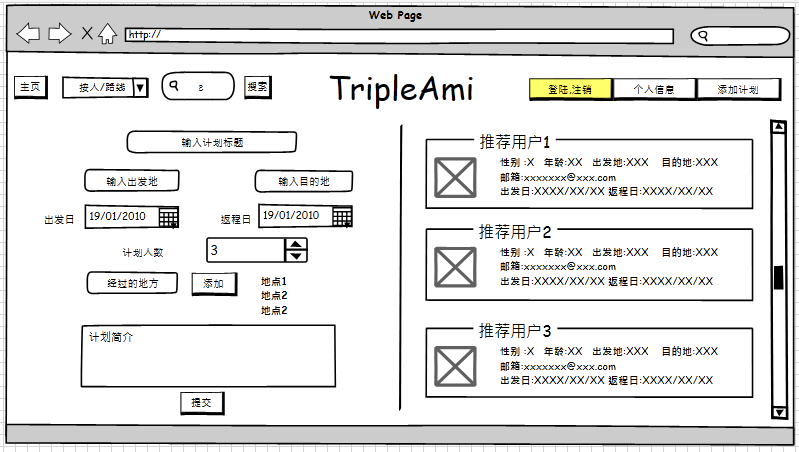 Web Page
http://
主页
按人/路线
搜索
TripleAmi
登陆,注销
个人信息
添加计划
输入计划标题
输入出发地
输入目的地
出发日
19/01/2010
返程日
19/01/2010
计划人数
3
经过的地方
添加
地点1
地点2
地点2
计划简介
提交
推荐用户1
性别 :X 年龄:XX 出发地:XXX 目的地:XXX
邮箱:xxxxxxx@xxx.com
出发日:XXXX/XX/XX 返程日:XXXX/XX/XX
推荐用户2
性别 :X 年龄:XX 出发地:XXX 目的地:XXX
邮箱:xxxxxxx@xxx.com
出发日:XXXX/XX/XX 返程日:XXXX/XX/XX
推荐用户3
性别 :X 年龄:XX 出发地:XXX 目的地:XXX
邮箱:xxxxxxx@xxx.com
出发日:XXXX/XX/XX 返程日:XXXX/XX/XX